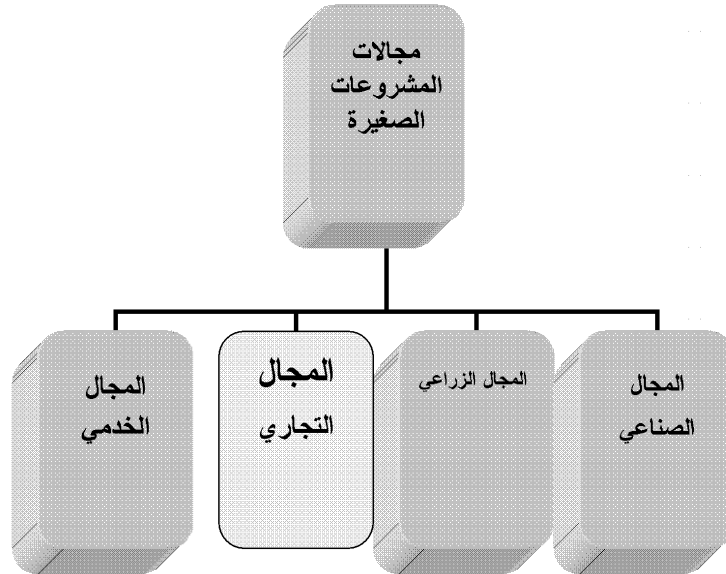 مجالات
المشروعات
الصغيرة
المجال
الصناعي
المجال الزراعي
المجال
التجاري
المجال
الخدمي